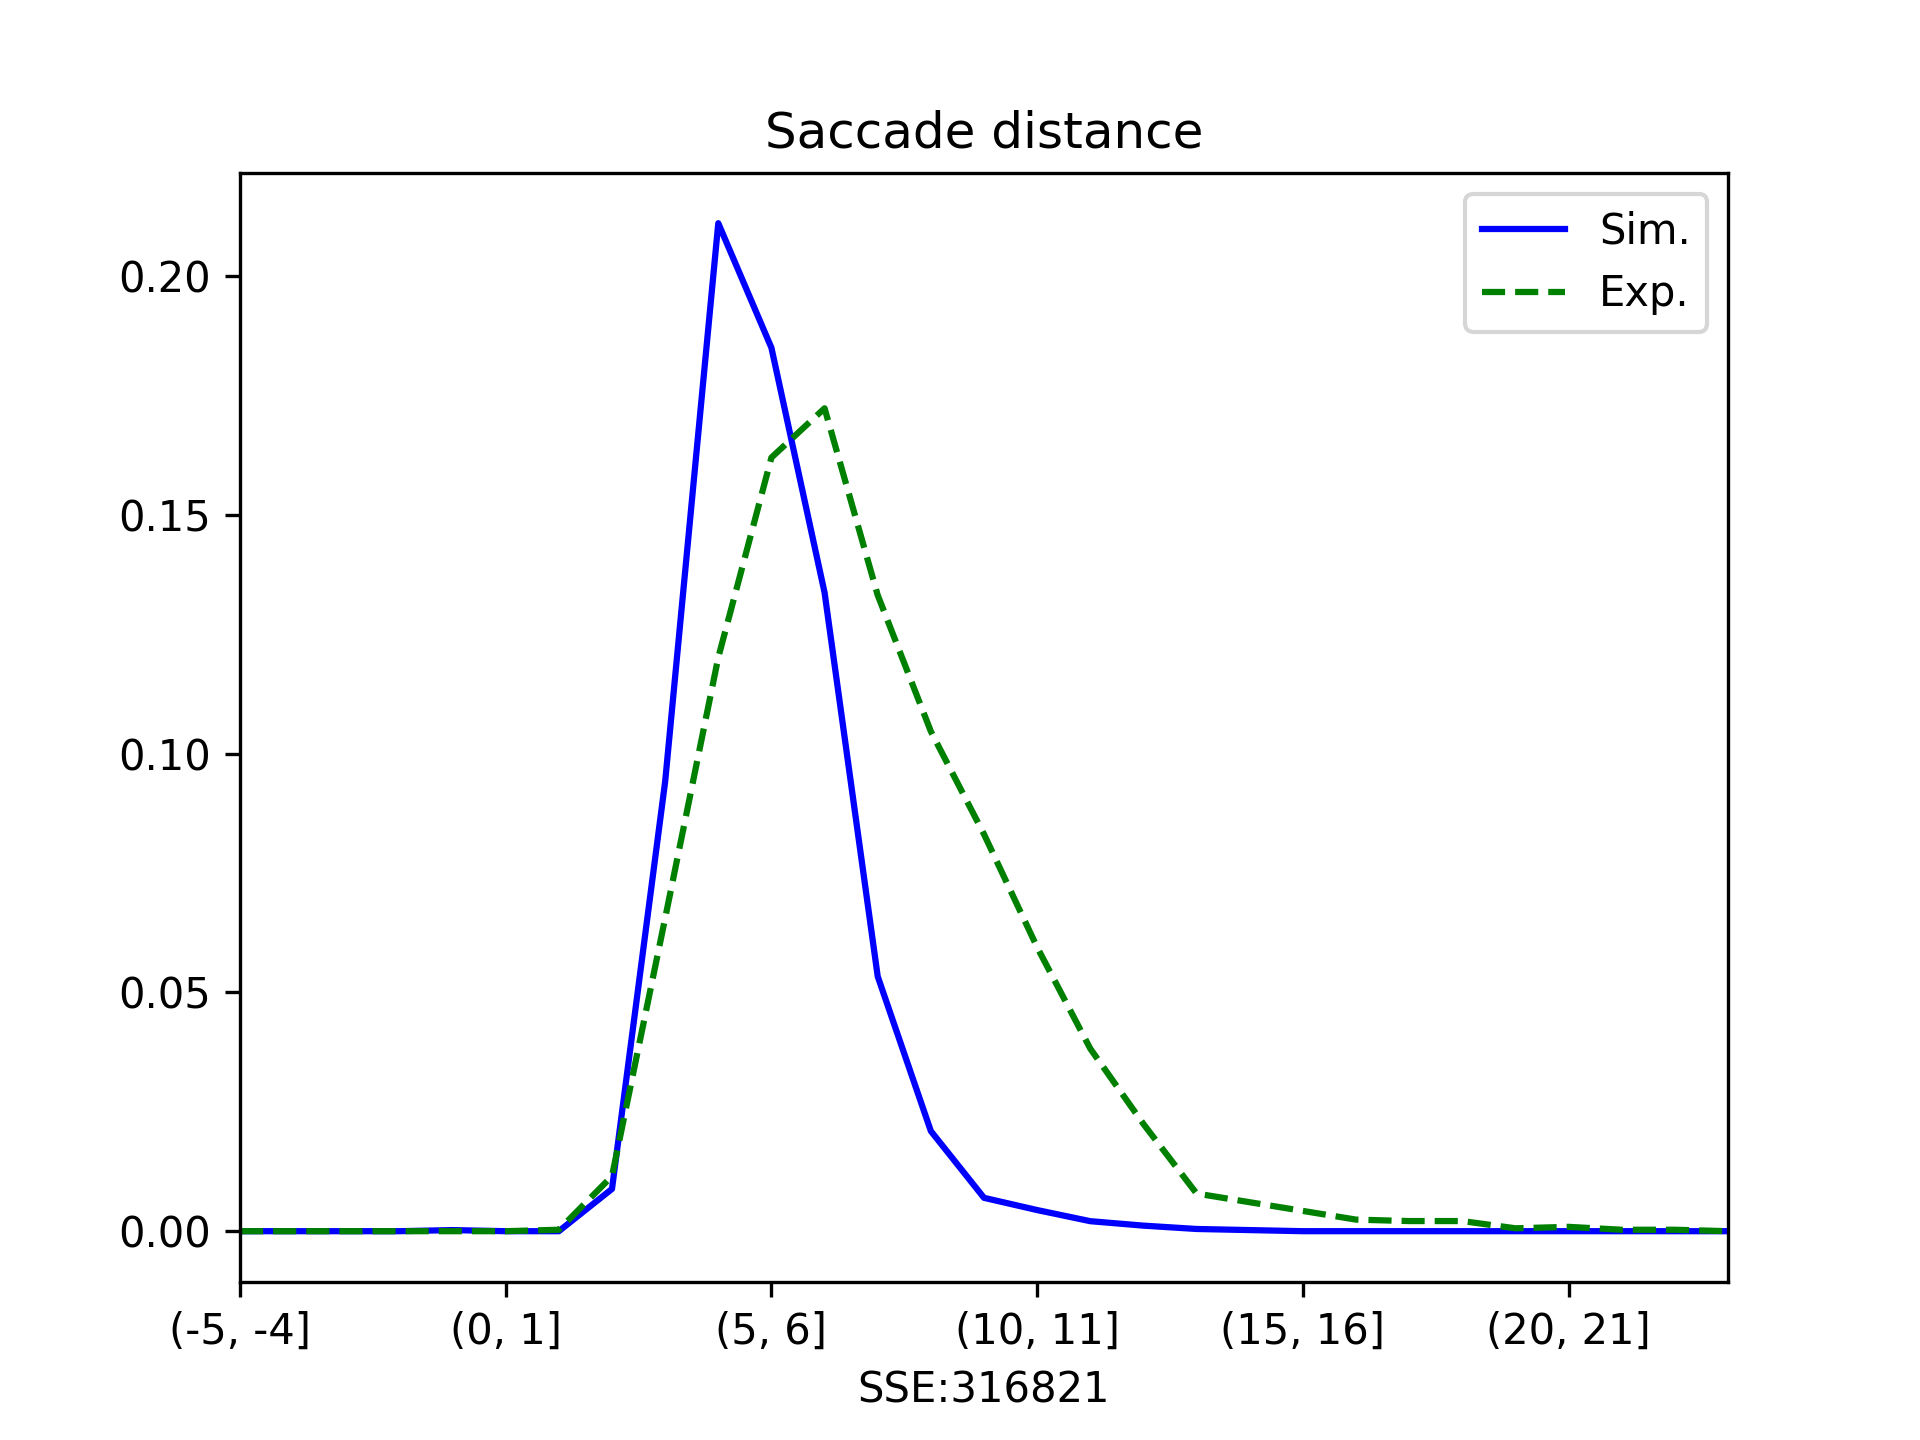 Saccade distance
Sim.
Exp.
0.20
0.15
0.10
0.05
0.00
(-5, -4] (0, 1] (5, 6] (10, 11] (15, 16] (20, 21]
SSE:316821